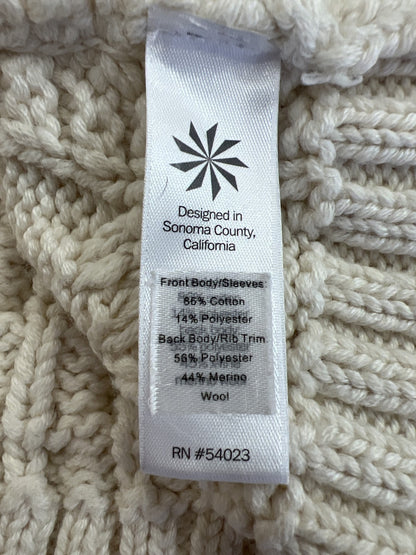 Designed in
Sonoma County,
California
Front Body/Sleeves:
86% Cotton
14% Polyester
Back Body/Rib Trim
56% Polyester
44% Merino
Wool
RN #54023